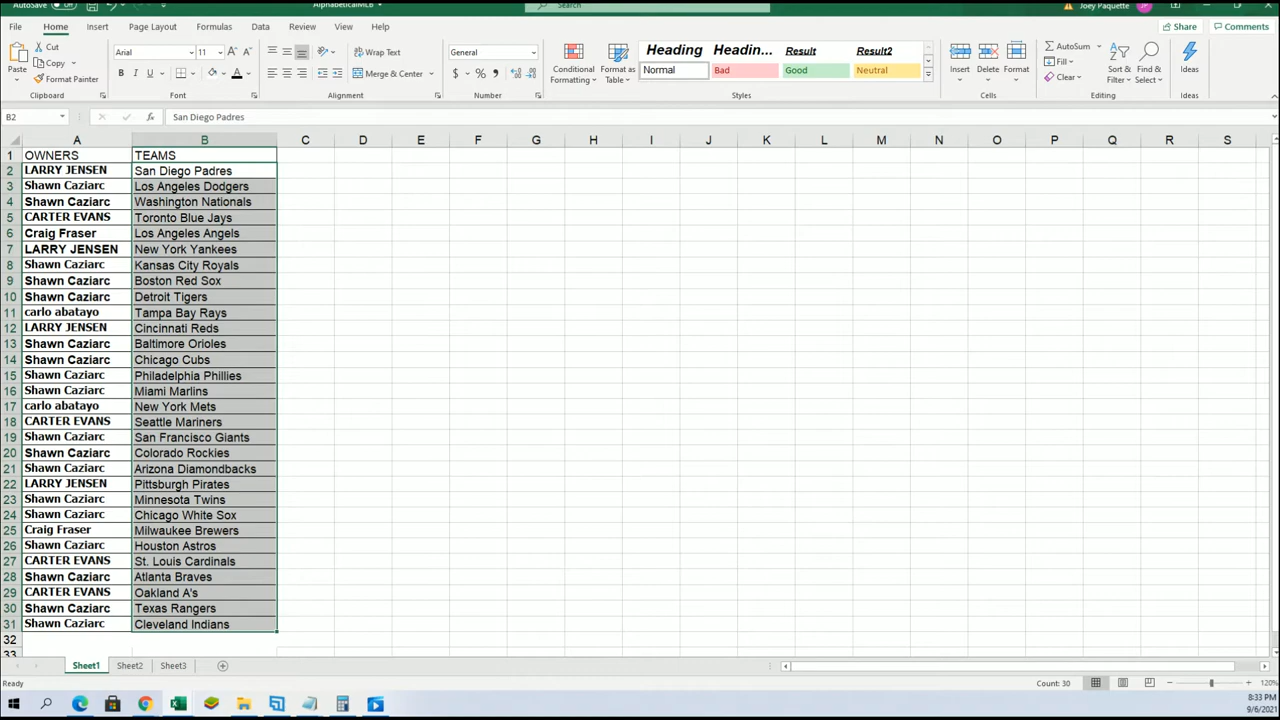 AutoSave Off AlphabeticalMLB Search Joey Paquette JP
File Home Insert Page Layout Formulas Data Review View Help Share Comments
Paste Cut Copy Format Painter Clipboard
Arial 11 A A B I U A Font
Wrap Text Merge & Center Alignment
General $ % Number
Conditional Formatting Format as Table
Heading Headin... Result Result2
Normal Bad Good Neutral
Styles
Insert Delete Format Cells
AutoSum Fill Clear Sort & Filter Find & Select Editing
Ideas Ideas
B2 fx San Diego Padres
A B C D E F G H I J K L M N O P Q R S
1 OWNERS TEAMS
2 LARRY JENSEN San Diego Padres
3 Shawn Caziarc Los Angeles Dodgers
4 Shawn Caziarc Washington Nationals
5 CARTER EVANS Toronto Blue Jays
6 Craig Fraser Los Angeles Angels
7 LARRY JENSEN New York Yankees
8 Shawn Caziarc Kansas City Royals
9 Shawn Caziarc Boston Red Sox
10 Shawn Caziarc Detroit Tigers
11 carlo abatayo Tampa Bay Rays
12 LARRY JENSEN Cincinnati Reds
13 Shawn Caziarc Baltimore Orioles
14 Shawn Caziarc Chicago Cubs
15 Shawn Caziarc Philadelphia Phillies
16 Shawn Caziarc Miami Marlins
17 carlo abatayo New York Mets
18 CARTER EVANS Seattle Mariners
19 Shawn Caziarc San Francisco Giants
20 Shawn Caziarc Colorado Rockies
21 Shawn Caziarc Arizona Diamondbacks
22 LARRY JENSEN Pittsburgh Pirates
23 Shawn Caziarc Minnesota Twins
24 Shawn Caziarc Chicago White Sox
25 Craig Fraser Milwaukee Brewers
26 Shawn Caziarc Houston Astros
27 CARTER EVANS St. Louis Cardinals
28 Shawn Caziarc Atlanta Braves
29 CARTER EVANS Oakland A's
30 Shawn Caziarc Texas Rangers
31 Shawn Caziarc Cleveland Indians
32
33
Sheet1 Sheet2 Sheet3
Ready Count: 30 120%
8:33 PM
9/6/2021